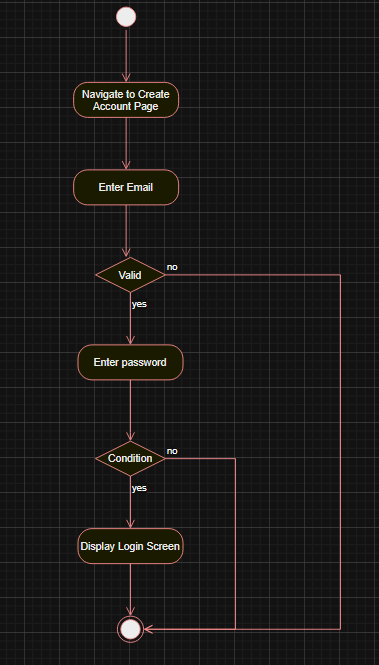 Navigate to Create
Account Page
Enter Email
Valid
no
yes
Enter password
Condition
no
yes
Display Login Screen